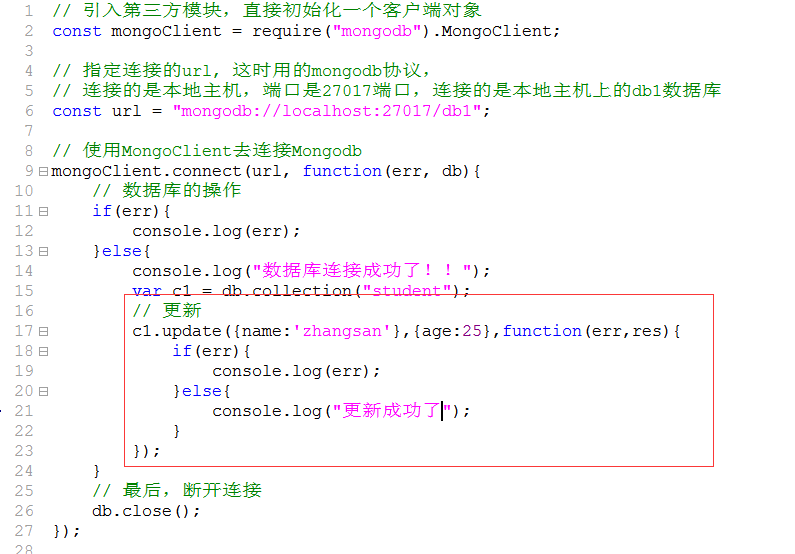 1 // 引入第三方模块，直接初始化一个客户端对象
2 const mongoClient = require("mongodb").MongoClient;
3
4 // 指定连接的url, 这时用的mongodb协议，
5 // 连接的是本地主机，端口是27017端口，连接的是本地主机上的db1数据库
6 const url = "mongodb://localhost:27017/db1";
7
8 // 使用MongoClient去连接Mongodb
9 mongoClient.connect(url, function(err, db){
10     // 数据库的操作
11     if(err){
12         console.log(err);
13     }else{
14         console.log("数据库连接成功了！！");
15         var c1 = db.collection("student");
16         // 更新
17         c1.update({name:'zhangsan'},{age:25},function(err,res){
18             if(err){
19                 console.log(err);
20             }else{
21                 console.log("更新成功了");
22             }
23         });
24     }
25     // 最后，断开连接
26     db.close();
27 });
28